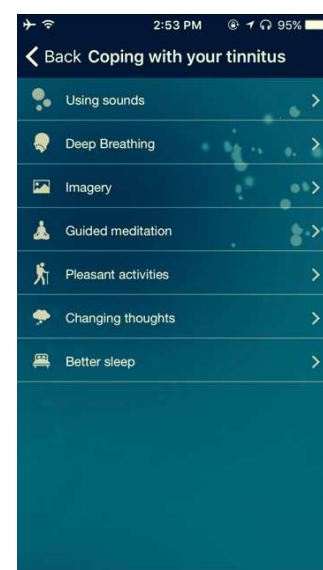 2:53 PM 95%
Back Coping with your tinnitus
Using sounds
Deep Breathing
Imagery
Guided meditation
Pleasant activities
Changing thoughts
Better sleep